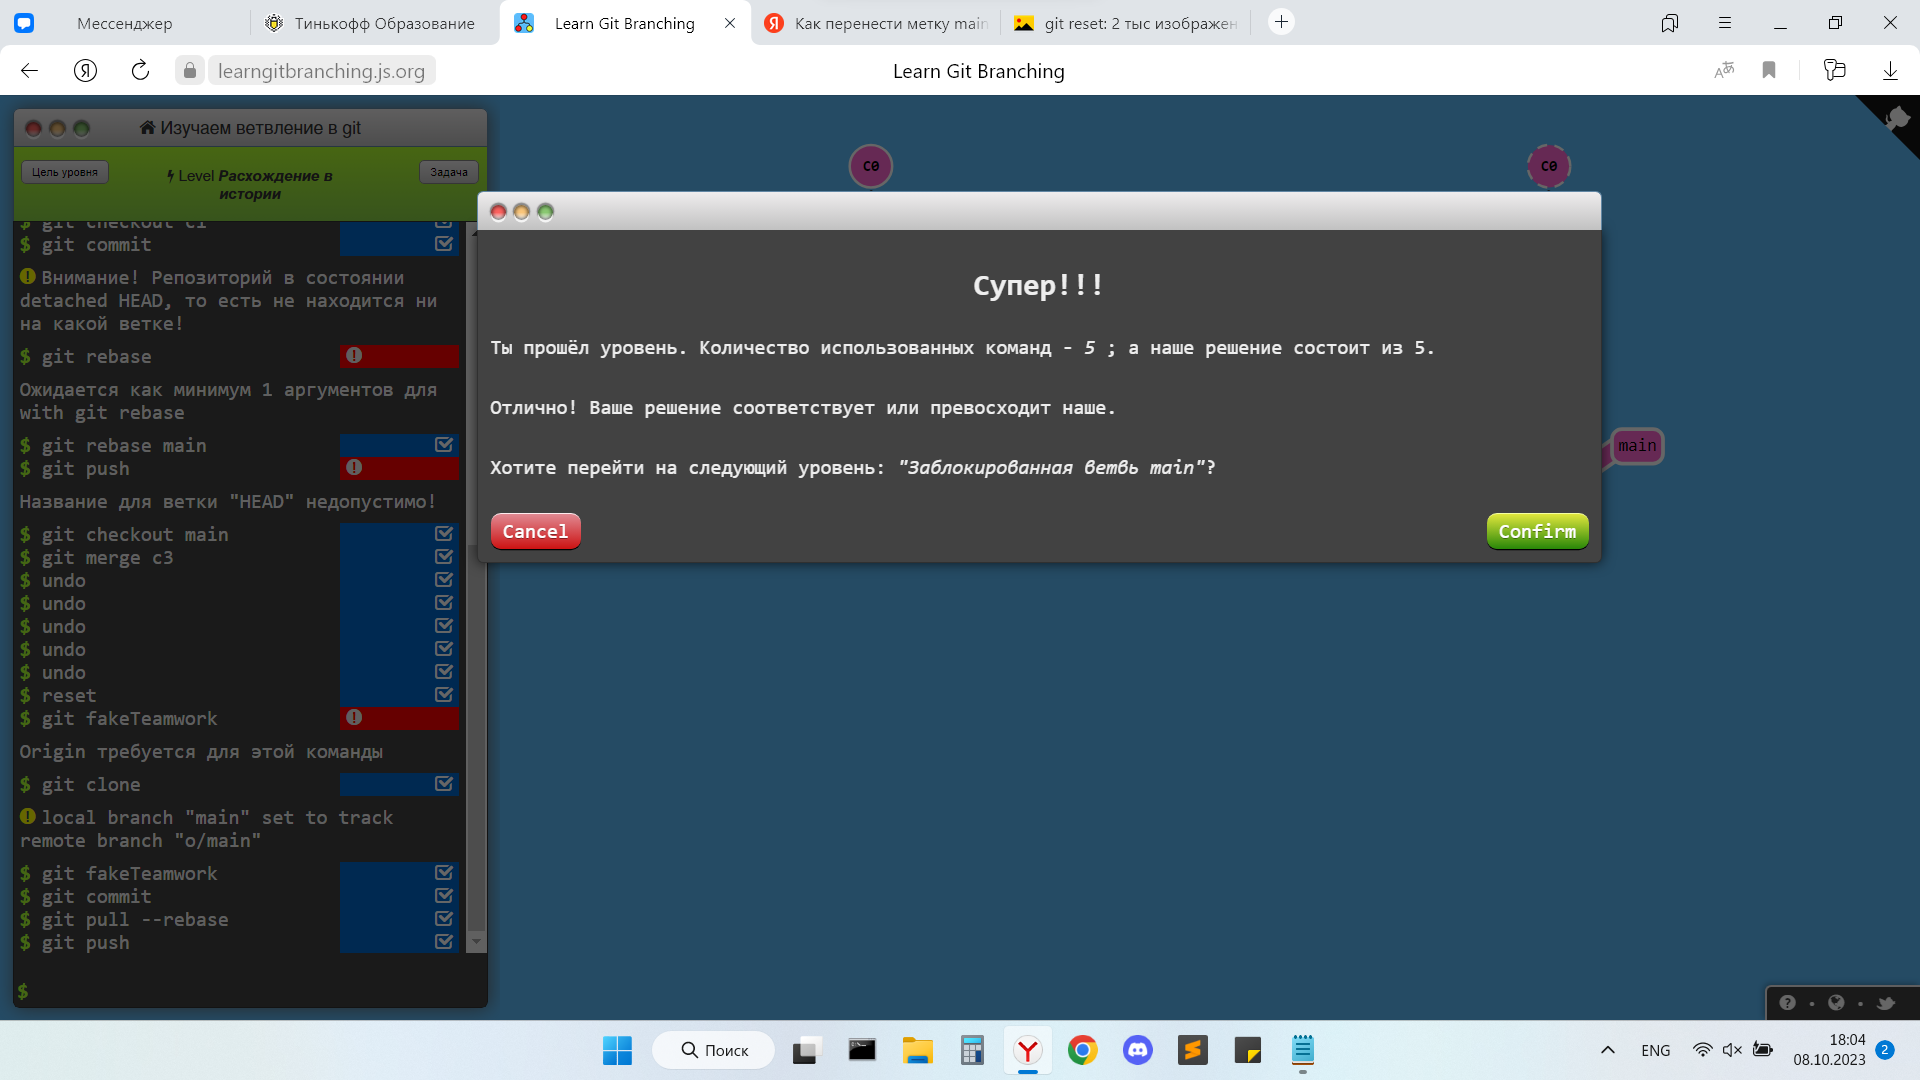 Мессенджер
Тинькофф Образование
Learn Git Branching
Как перенести метку main
git reset: 2 тыс изображен
learngitbranching.js.org
Learn Git Branching
Изучаем ветвление в git
Цель уровня
Level Расхождение в
истории
Задача
$ git checkout c1
$ git commit
Внимание! Репозиторий в состоянии
detached HEAD, то есть не находится ни
на какой ветке!
$ git rebase
Ожидается как минимум 1 аргументов для
with git rebase
$ git rebase main
$ git push
Название для ветки "HEAD" недопустимо!
$ git checkout main
$ git merge c3
$ undo
$ undo
$ undo
$ undo
$ undo
$ reset
$ git fakeTeamwork
Origin требуется для этой команды
$ git clone
local branch "main" set to track
remote branch "o/main"
$ git fakeTeamwork
$ git commit
$ git pull --rebase
$ git push
$
C0
C0
main
Супер!!!
Ты прошёл уровень. Количество использованных команд - 5 ; а наше решение состоит из 5.
Отлично! Ваше решение соответствует или превосходит наше.
Хотите перейти на следующий уровень: "Заблокированная ветвь main"?
Cancel
Confirm
Поиск
ENG
18:04
08.10.2023
2